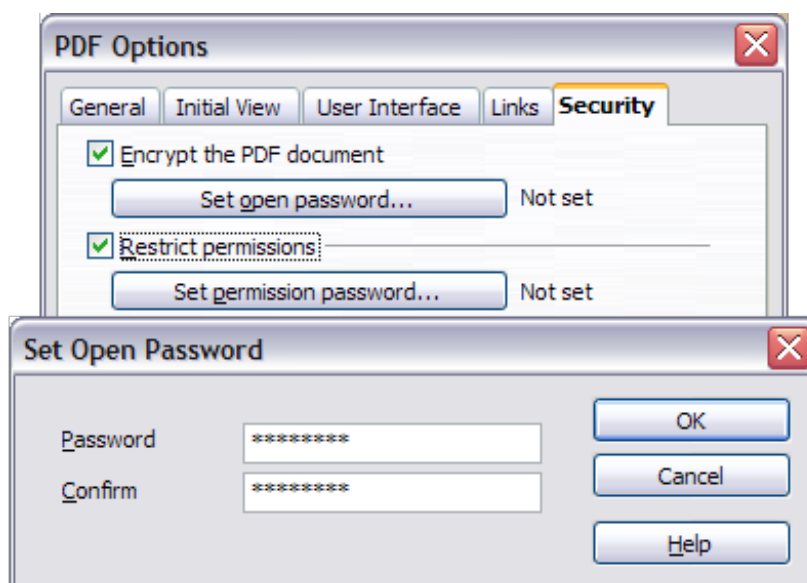 PDF Options
General Initial View User Interface Links Security
Encrypt the PDF document
Set open password... Not set
Restrict permissions
Set permission password... Not set
Set Open Password
Password ********
Confirm ********
OK
Cancel
Help